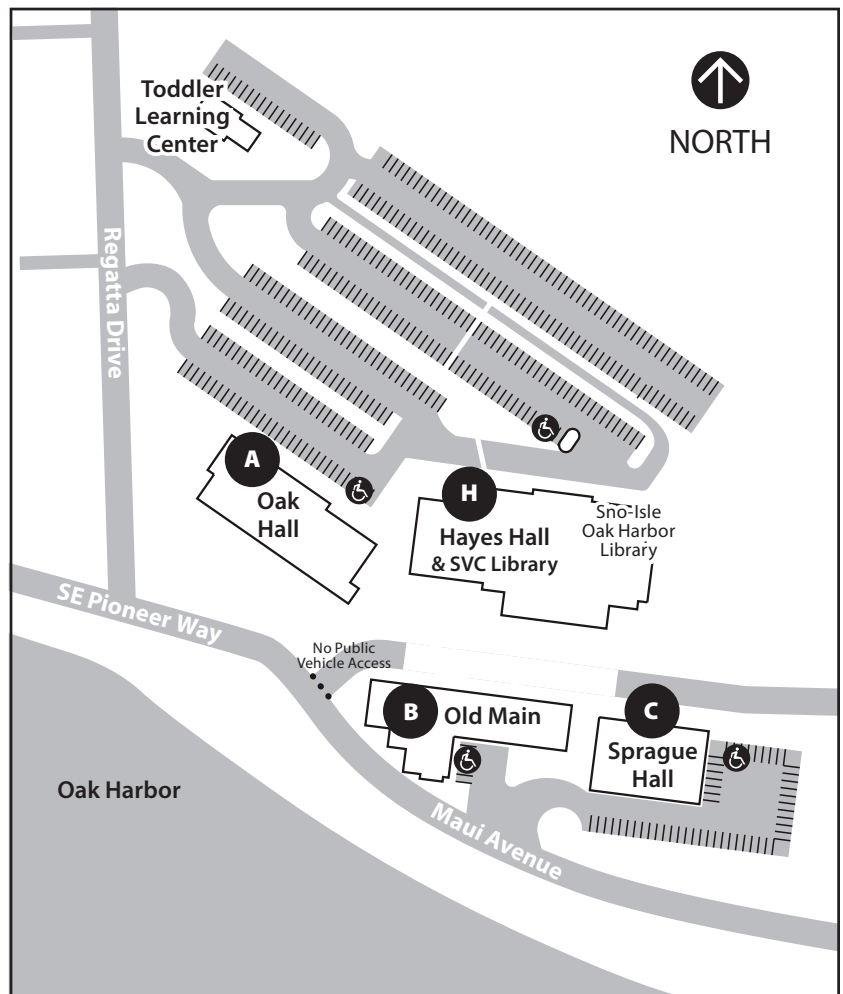 Toddler
Learning
Center
NORTH
Regatta Drive
A
Oak
Hall
H
Hayes Hall
& SVC Library
Sno-Isle
Oak Harbor
Library
SE Pioneer Way
No Public
Vehicle Access
B
Old Main
C
Sprague
Hall
Oak Harbor
Maui Avenue